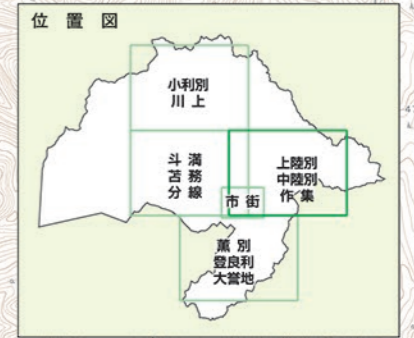 位置図
小利別
川上
斗満
苫務
分線
上陸別
中陸別
作集
市街
薫別
登良利
大誉地